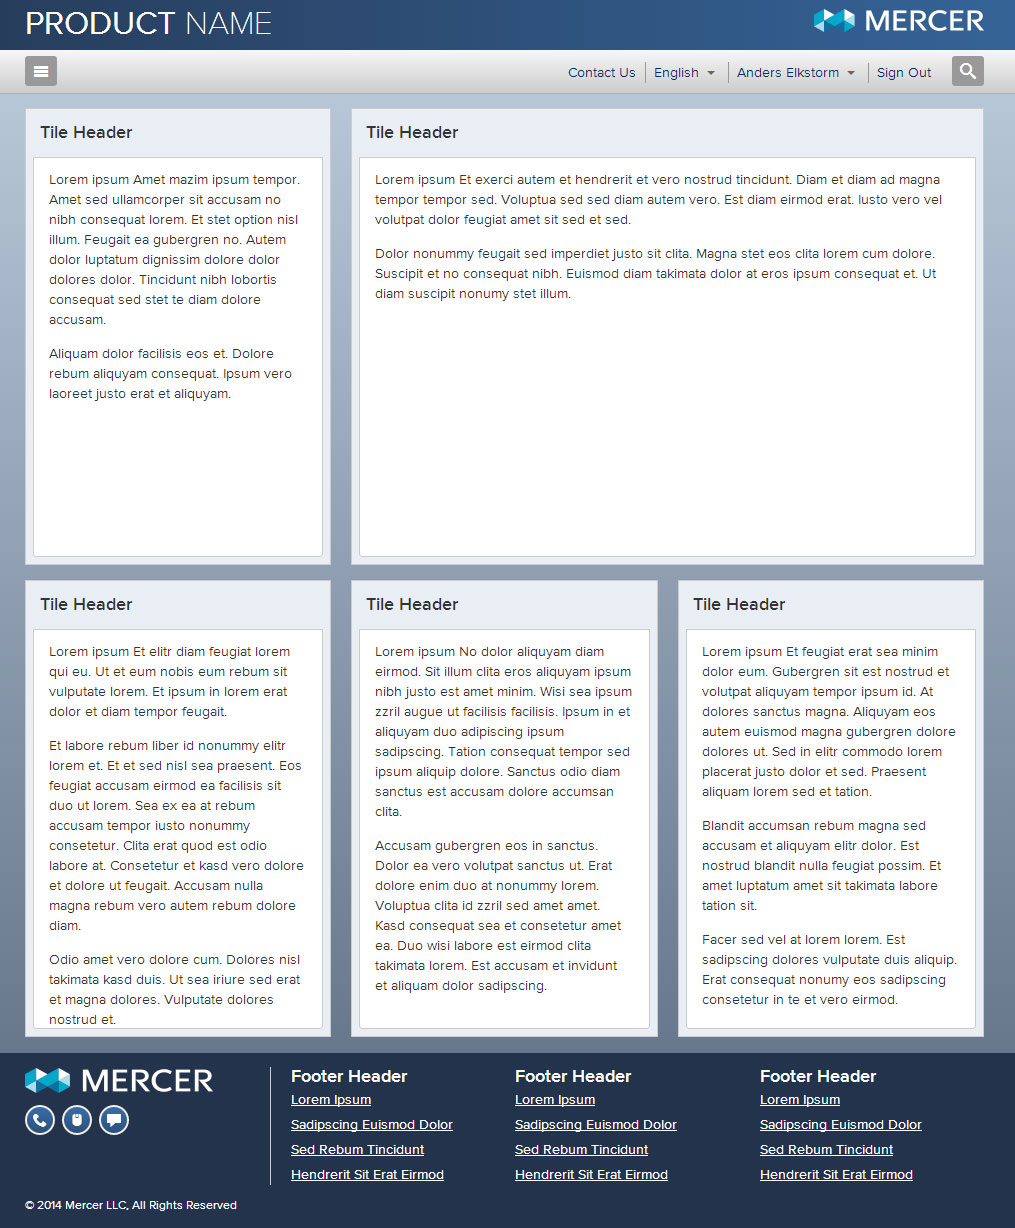 PRODUCT NAME
MERCER
Contact Us
English
Anders Elkstorm
Sign Out
Tile Header
Lorem ipsum Amet mazim ipsum tempor.
Amet sed ullamcorper sit accusam no
nibh consequat lorem. Et stet option nisl
illum. Feugait ea gubergren no. Autem
dolor luptatum dignissim dolore dolor
dolores dolor. Tincidunt nibh lobortis
consequat sed stet te diam dolore
accusam.
Aliquam dolor facilisis eos et. Dolore
rebum aliquyam consequat. Ipsum vero
laoreet justo erat et aliquyam.
Tile Header
Lorem ipsum Et exerci autem et hendrerit et vero nostrud tincidunt. Diam et diam ad magna
tempor tempor sed. Voluptua sed sed diam autem vero. Est diam eirmod erat. Iusto vero vel
volutpat dolor feugiat amet sit sed et sed.
Dolor nonummy feugait sed imperdiet justo sit clita. Magna stet eos clita lorem cum dolore.
Suscipit et no consequat nibh. Euismod diam takimata dolor at eros ipsum consequat et. Ut
diam suscipit nonumy stet illum.
Tile Header
Lorem ipsum Et elitr diam feugiat lorem
qui eu. Ut et eum nobis eum rebum sit
vulputate lorem. Et ipsum in lorem erat
dolor et diam tempor feugait.
Et labore rebum liber id nonummy elitr
lorem et. Et et sed nisl sea praesent. Eos
feugiat accusam eirmod ea facilisis sit
duo ut lorem. Sea ex ea at rebum
accusam tempor iusto nonummy
consetetur. Clita erat quod est odio
labore at. Consetetur et kasd vero dolore
et dolore ut feugait. Accusam nulla
magna rebum vero autem rebum dolore
diam.
Odio amet vero dolore cum. Dolores nisl
takimata kasd duis. Ut sea iriure sed erat
et magna dolores. Vulputate dolores
nostrud et.
Tile Header
Lorem ipsum No dolor aliquyam diam
eirmod. Sit illum clita eros aliquyam ipsum
nibh justo est amet minim. Wisi sea ipsum
zzril augue ut facilisis facilisis. Ipsum in et
aliquyam duo adipiscing ipsum
sadipscing. Tation consequat tempor sed
ipsum aliquip dolore. Sanctus odio diam
sanctus est accusam dolore accumsan
clita.
Accusam gubergren eos in sanctus.
Dolor ea vero volutpat sanctus ut. Erat
dolore enim duo at nonummy lorem.
Voluptua clita id zzril sed amet amet.
Kasd consequat sea et consetetur amet
ea. Duo wisi labore est eirmod clita
takimata lorem. Est accusam et invidunt
et aliquam dolor sadipscing.
Tile Header
Lorem ipsum Et feugiat erat sea minim
dolor eum. Gubergren sit est nostrud et
volutpat aliquyam tempor ipsum id. At
dolores sanctus magna. Aliquyam eos
autem euismod magna gubergren dolore
dolores ut. Sed in elitr commodo lorem
placerat justo dolor et sed. Praesent
aliquam lorem sed et tation.
Blandit accumsan rebum magna sed
accusam et aliquyam elitr dolor. Est
nostrud blandit nulla feugiat possim. Et
amet luptatum amet sit takimata labore
tation sit.
Facer sed vel at lorem lorem. Est
sadipscing dolores vulputate duis aliquip.
Erat consequat nonumy eos sadipscing
consetetur in te et vero eirmod.
MERCER
Footer Header
Lorem Ipsum
Sadipscing Euismod Dolor
Sed Rebum Tincidunt
Hendrerit Sit Erat Eirmod
Footer Header
Lorem Ipsum
Sadipscing Euismod Dolor
Sed Rebum Tincidunt
Hendrerit Sit Erat Eirmod
Footer Header
Lorem Ipsum
Sadipscing Euismod Dolor
Sed Rebum Tincidunt
Hendrerit Sit Erat Eirmod
© 2014 Mercer LLC, All Rights Reserved